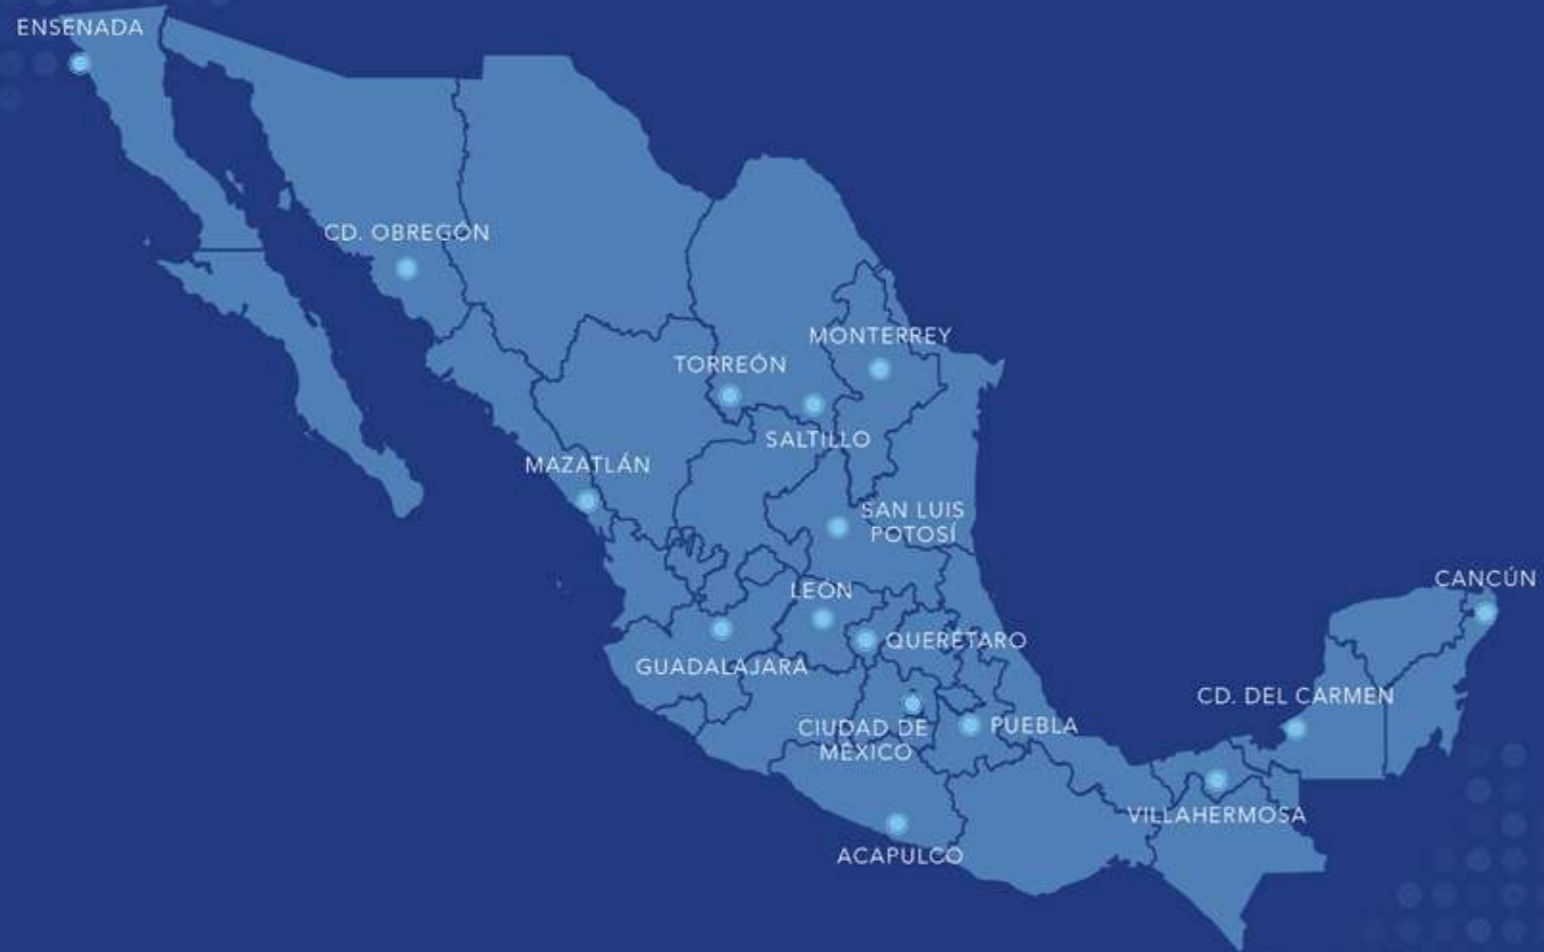 ENSENADA
CD. OBREGÓN
MONTERREY
TORREÓN
SALTILLO
MAZATLÁN
SAN LUIS
POTOSÍ
CANCÚN
LEÓN
QUERÉTARO
GUADALAJARA
CD. DEL CARMEN
CIUDAD DE
MÉXICO
PUEBLA
VILLAHERMOSA
ACAPULCO